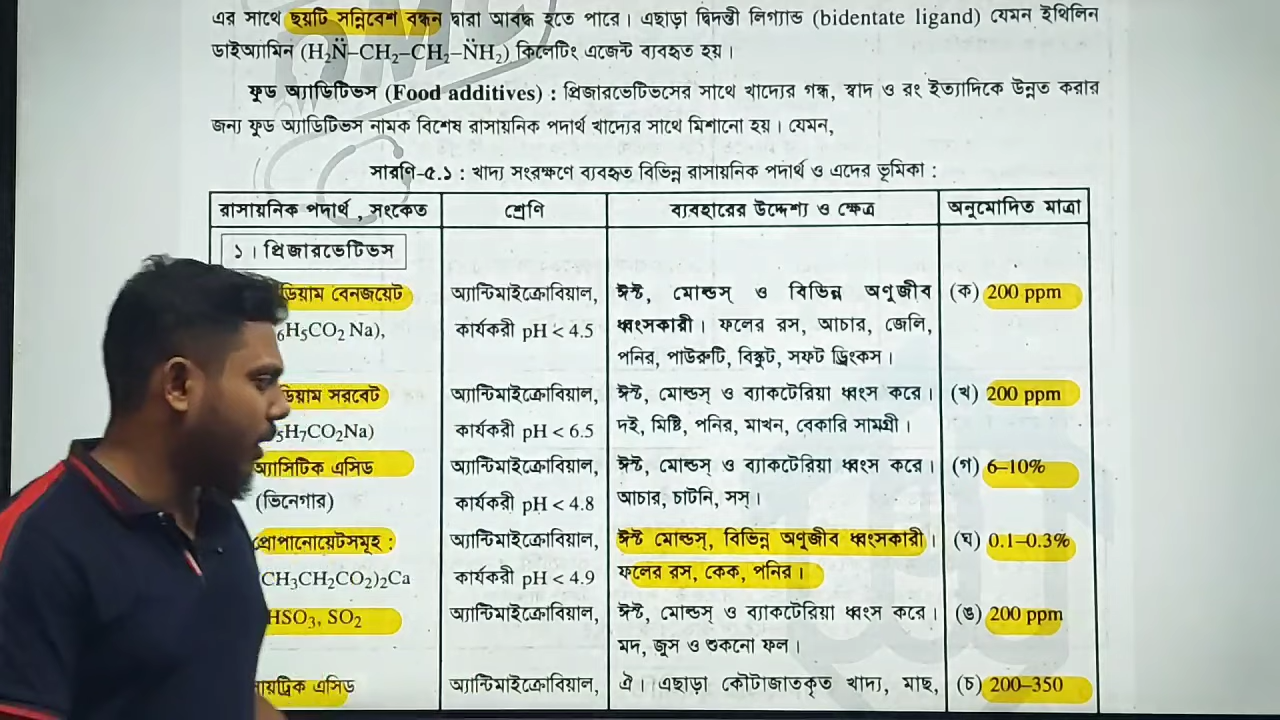 এর সাথে ছয়টি সন্নিবেশ বন্ধন দ্বারা আবদ্ধ হতে পারে। এছাড়া দ্বিদন্তী লিগ্যান্ড (bidentate ligand) যেমন ইথিলিন
ডাইঅ্যামিন (H₂N̈–CH₂–CH₂–N̈H₂) কিলেটিং এজেন্ট ব্যবহৃত হয়।
ফুড অ্যাডিটিভস (Food additives) : প্রিজারভেটিভসের সাথে খাদ্যের গন্ধ, স্বাদ ও রং ইত্যাদিকে উন্নত করার
জন্য ফুড অ্যাডিটিভস নামক বিশেষ রাসায়নিক পদার্থ খাদ্যের সাথে মিশানো হয়। যেমন,
সারণি-৫.১ : খাদ্য সংরক্ষণে ব্যবহৃত বিভিন্ন রাসায়নিক পদার্থ ও এদের ভূমিকা :
রাসায়নিক পদার্থ, সংকেত শ্রেণি ব্যবহারের উদ্দেশ্য ও ক্ষেত্র অনুমোদিত মাত্রা
১। প্রিজারভেটিভস
ডিয়াম বেনজয়েট অ্যান্টিমাইক্রোবিয়াল, ঈস্ট, মোল্ডস্ ও বিভিন্ন অণুজীব (ক) 200 ppm
₆H₅CO₂ Na), কার্যকরী pH < 4.5 ধ্বংসকারী। ফলের রস, আচার, জেলি,
পনির, পাউরুটি, বিস্কুট, সফট ড্রিংকস।
ডিয়াম সরবেট অ্যান্টিমাইক্রোবিয়াল, ঈস্ট, মোল্ডস্ ও ব্যাকটেরিয়া ধ্বংস করে। (খ) 200 ppm
₅H₇CO₂Na) কার্যকরী pH < 6.5 দই, মিষ্টি, পনির, মাখন, বেকারি সামগ্রী।
অ্যাসিটিক এসিড অ্যান্টিমাইক্রোবিয়াল, ঈস্ট, মোল্ডস্ ও ব্যাকটেরিয়া ধ্বংস করে। (গ) 6–10%
(ভিনেগার) কার্যকরী pH < 4.8 আচার, চাটনি, সস্।
প্রোপানোয়েটসমূহ : অ্যান্টিমাইক্রোবিয়াল, ঈস্ট মোল্ডস্, বিভিন্ন অণুজীব ধ্বংসকারী। (ঘ) 0.1–0.3%
(CH₃CH₂CO₂)₂Ca কার্যকরী pH < 4.9 ফলের রস, কেক, পনির।
HSO₃, SO₂ অ্যান্টিমাইক্রোবিয়াল, ঈস্ট, মোল্ডস্ ও ব্যাকটেরিয়া ধ্বংস করে। (ঙ) 200 ppm
মদ, জুস ও শুকনো ফল।
নায়ট্রিক এসিড অ্যান্টিমাইক্রোবিয়াল, ঐ। এছাড়া কৌটাজাতকৃত খাদ্য, মাছ, (চ) 200–350